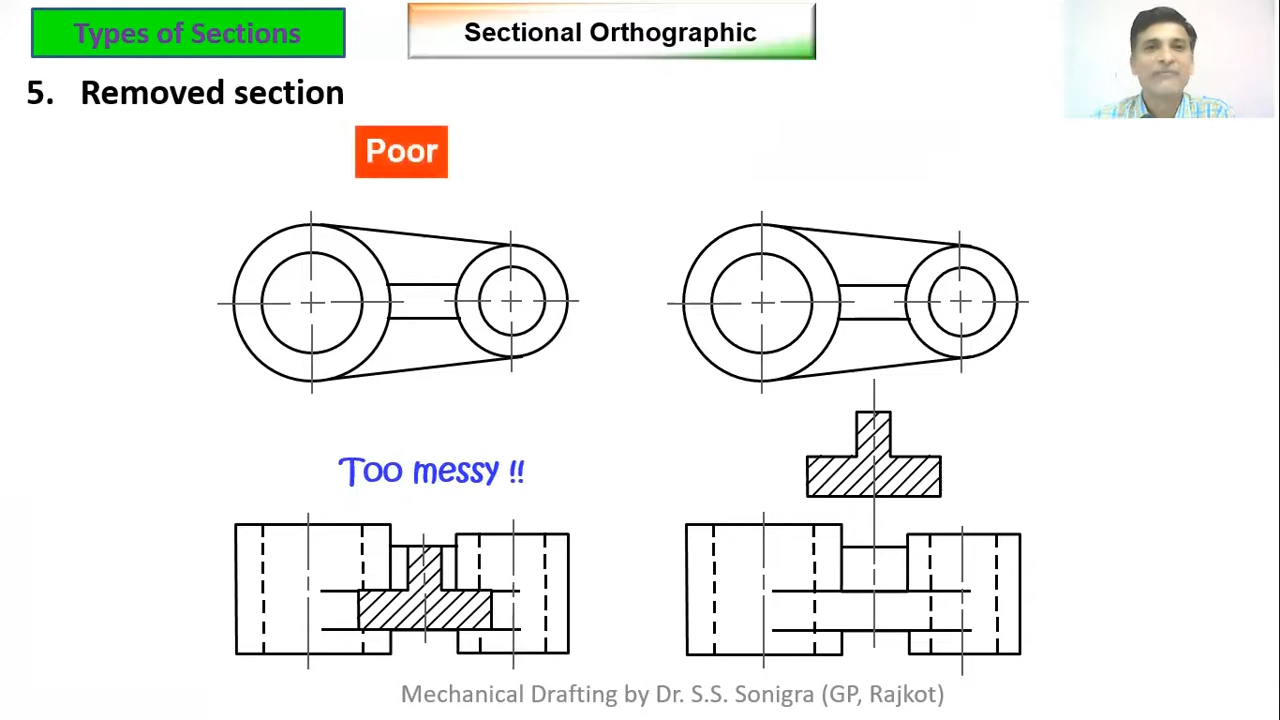 Types of Sections
Sectional Orthographic
5. Removed section
Poor
Too messy !!
Mechanical Drafting by Dr. S.S. Sonigra (GP, Rajkot)